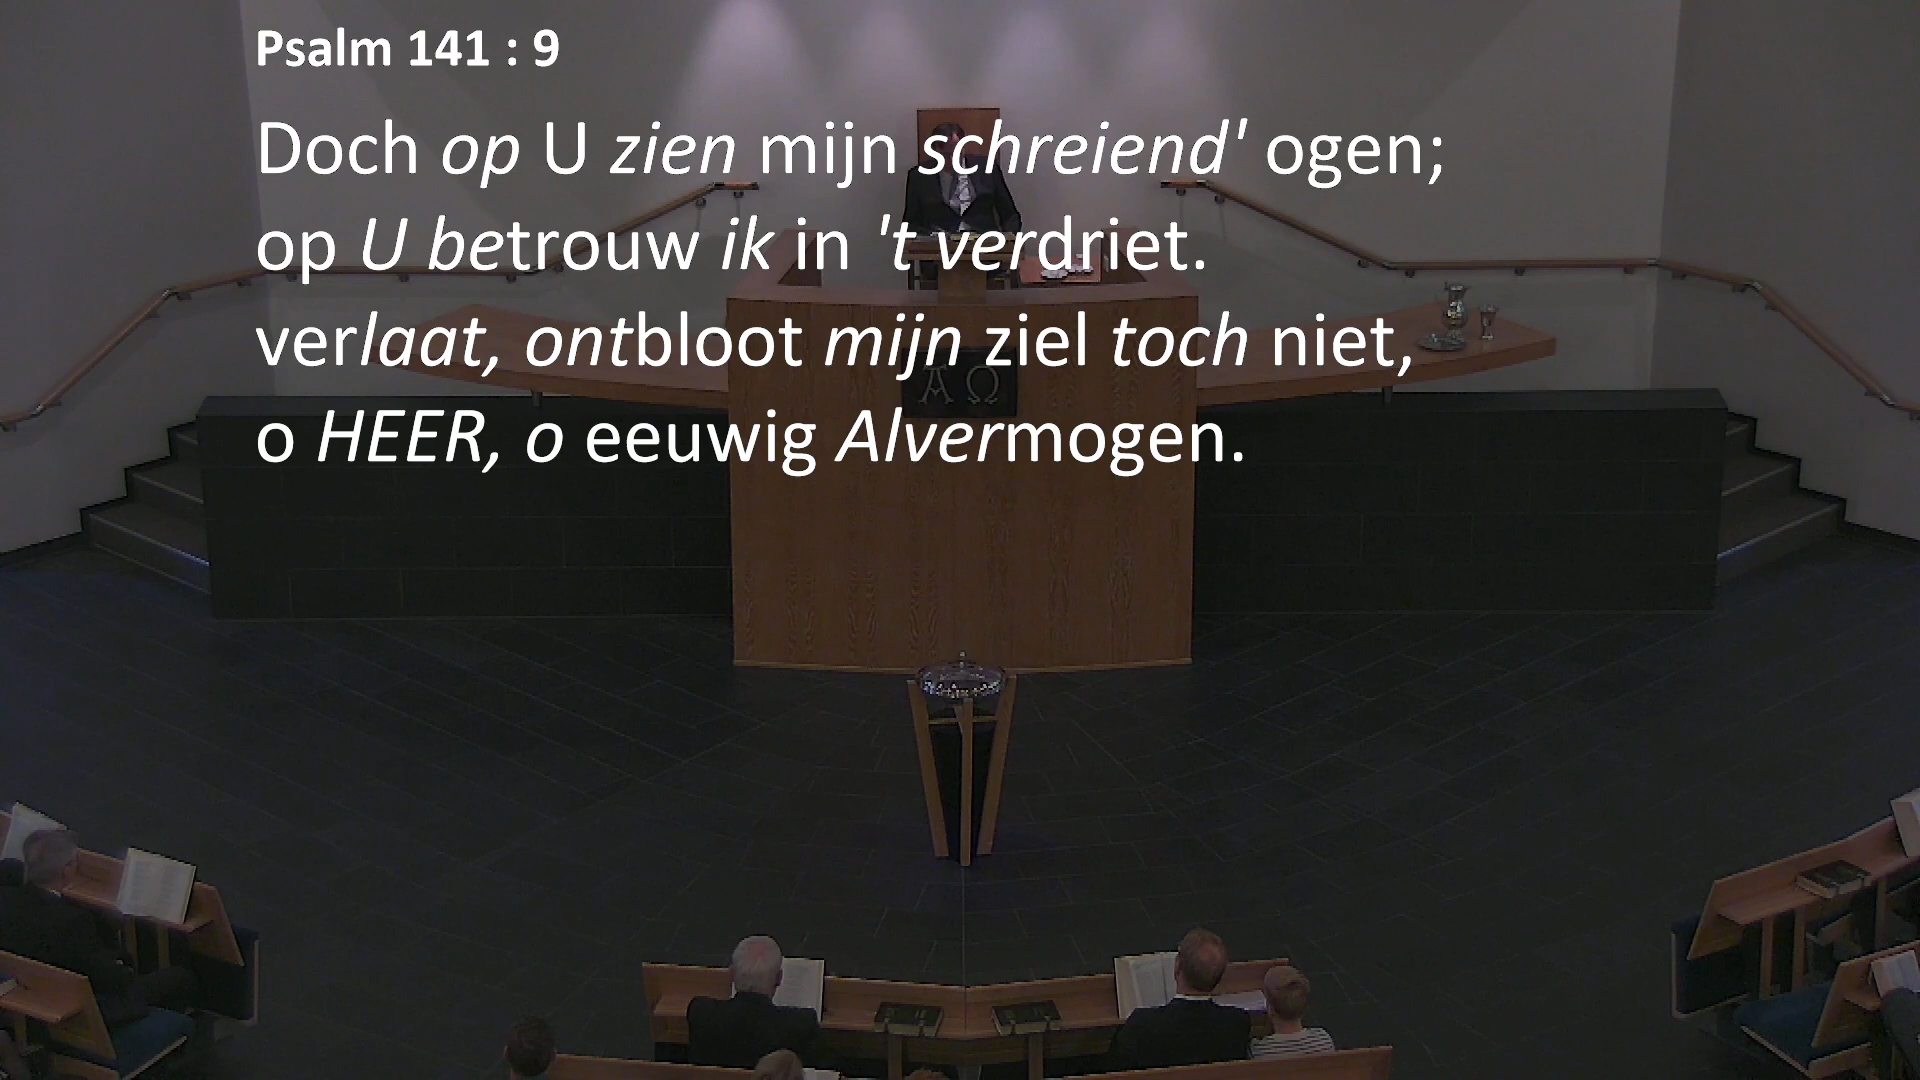 Psalm 141 : 9
Doch op U zien mijn schreiend' ogen;
op U betrouw ik in 't verdriet.
verlaat, ontbloot mijn ziel toch niet,
o HEER, o eeuwig Alvermogen.
Α Ω